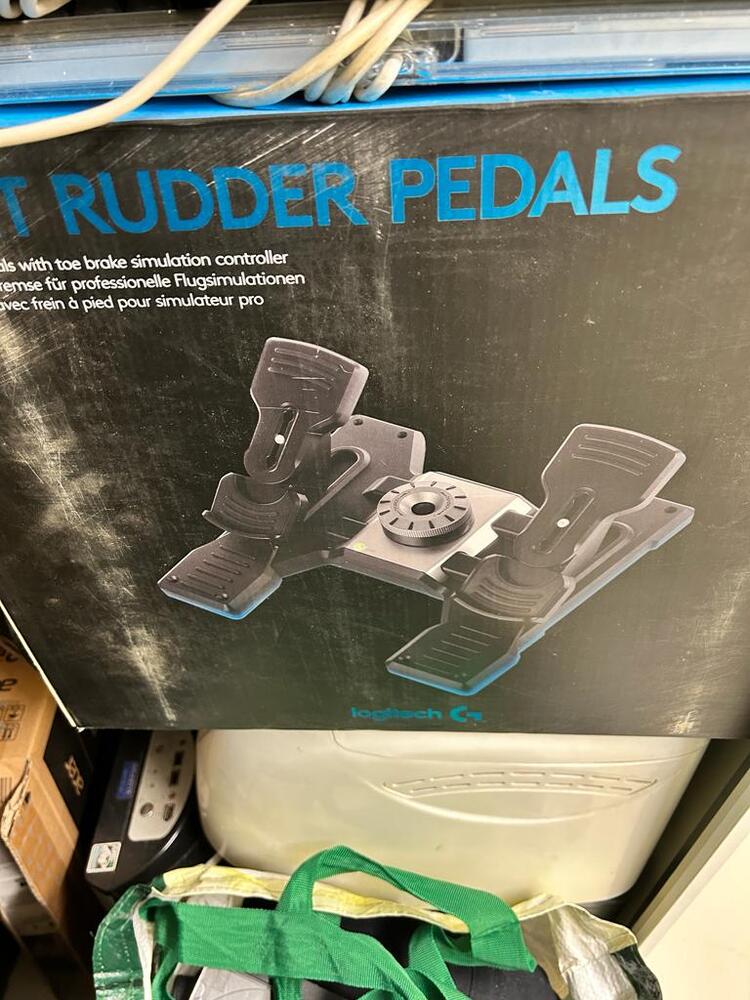 T RUDDER PEDALS
als with toe brake simulation controller
remse für professionelle Flugsimulationen
avec frein à pied pour simulateur pro
logitech G